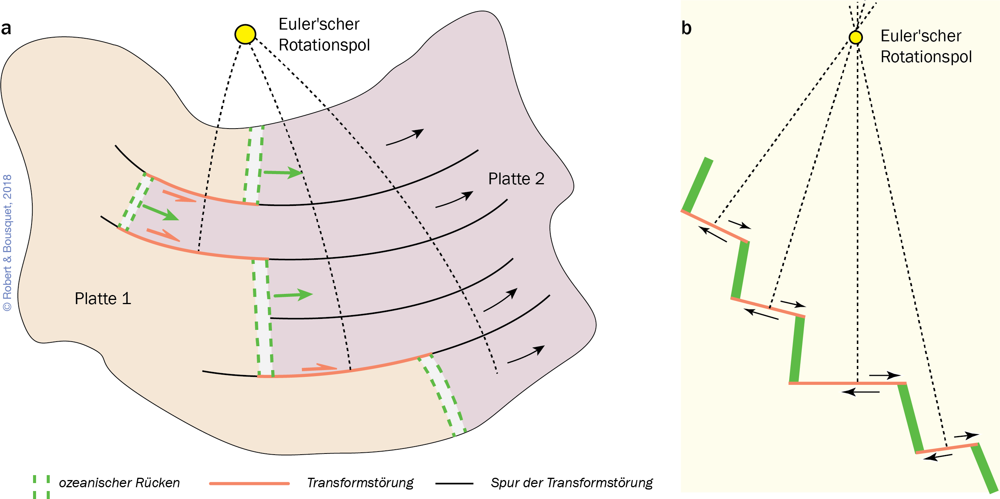 a
Euler'scher
Rotationspol
b
Euler'scher
Rotationspol
Platte 2
Platte 1
© Robert & Bousquet, 2018
ozeanischer Rücken
Transformstörung
Spur der Transformstörung